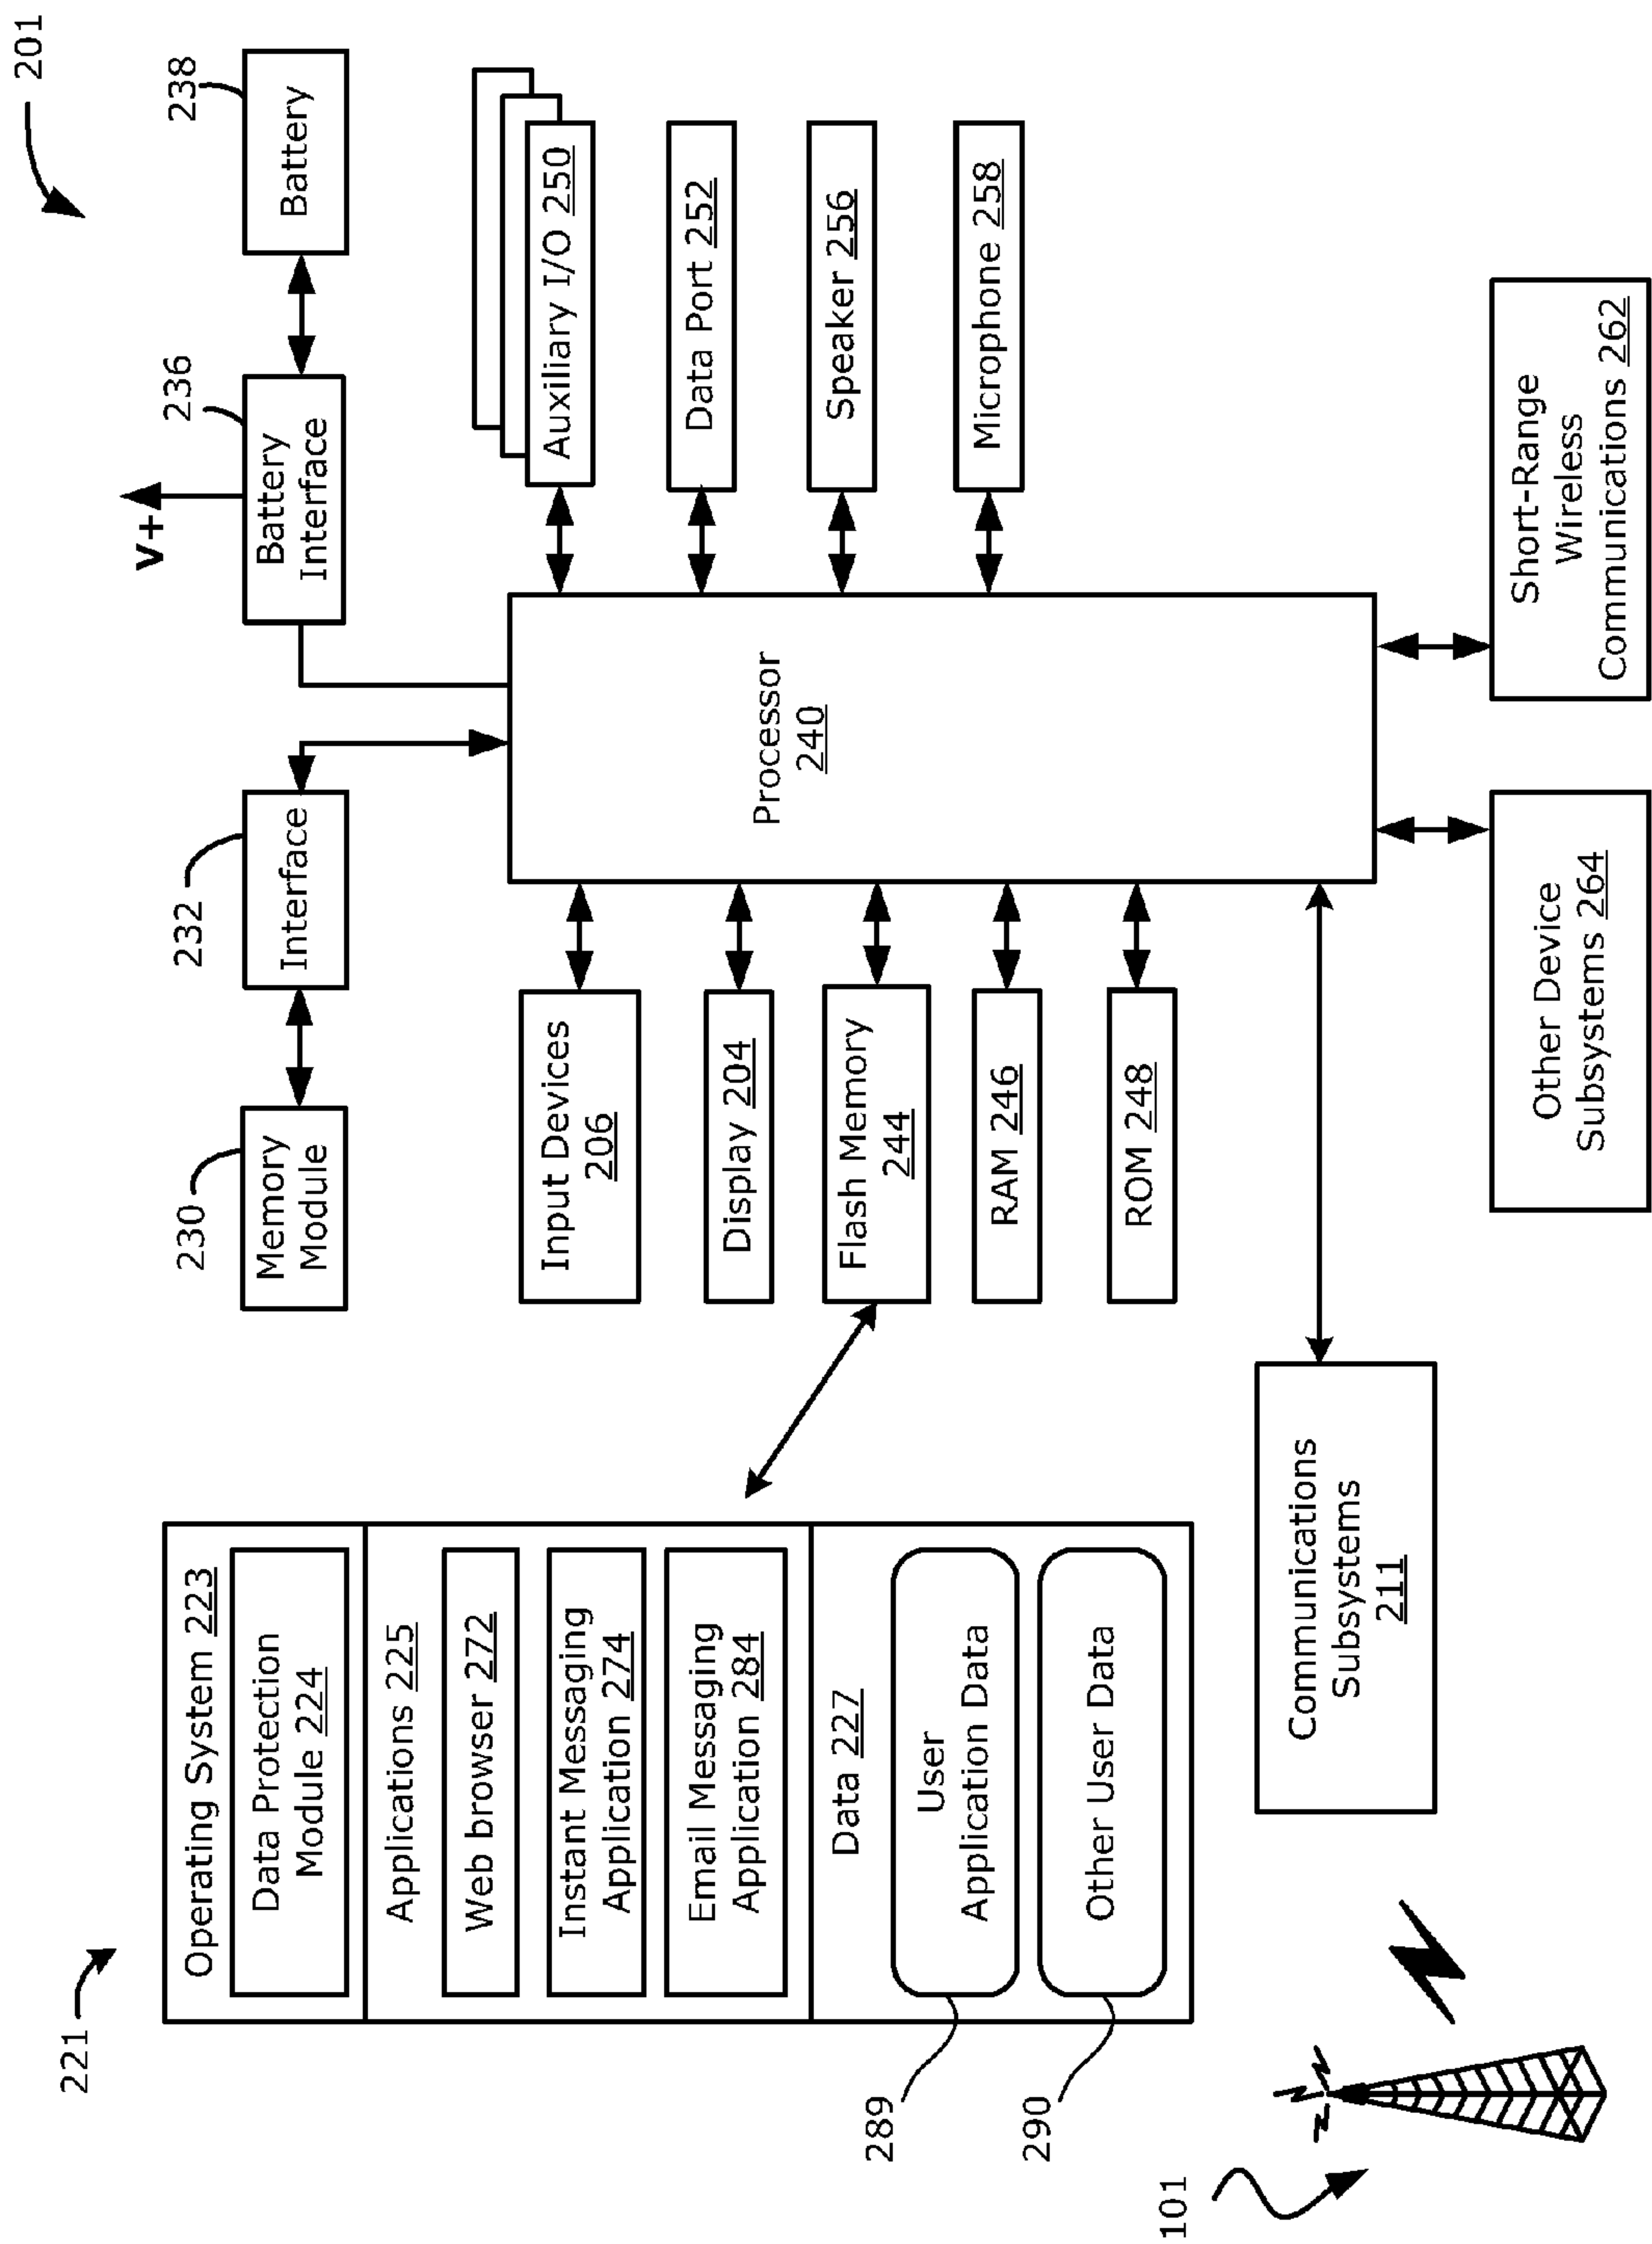 201
230
Memory
Module
232
Interface
V+
236
Battery
Interface
238
Battery
221
Operating System 223
Data Protection
Module 224
Applications 225
Web browser 272
Instant Messaging
Application 274
Email Messaging
Application 284
Data 227
User
Application Data
289
Other User Data
290
Input Devices
206
Display 204
Flash Memory
244
RAM 246
ROM 248
Processor
240
Auxiliary I/O 250
Data Port 252
Speaker 256
Microphone 258
101
Communications
Subsystems
211
Other Device
Subsystems 264
Short-Range
Wireless
Communications 262